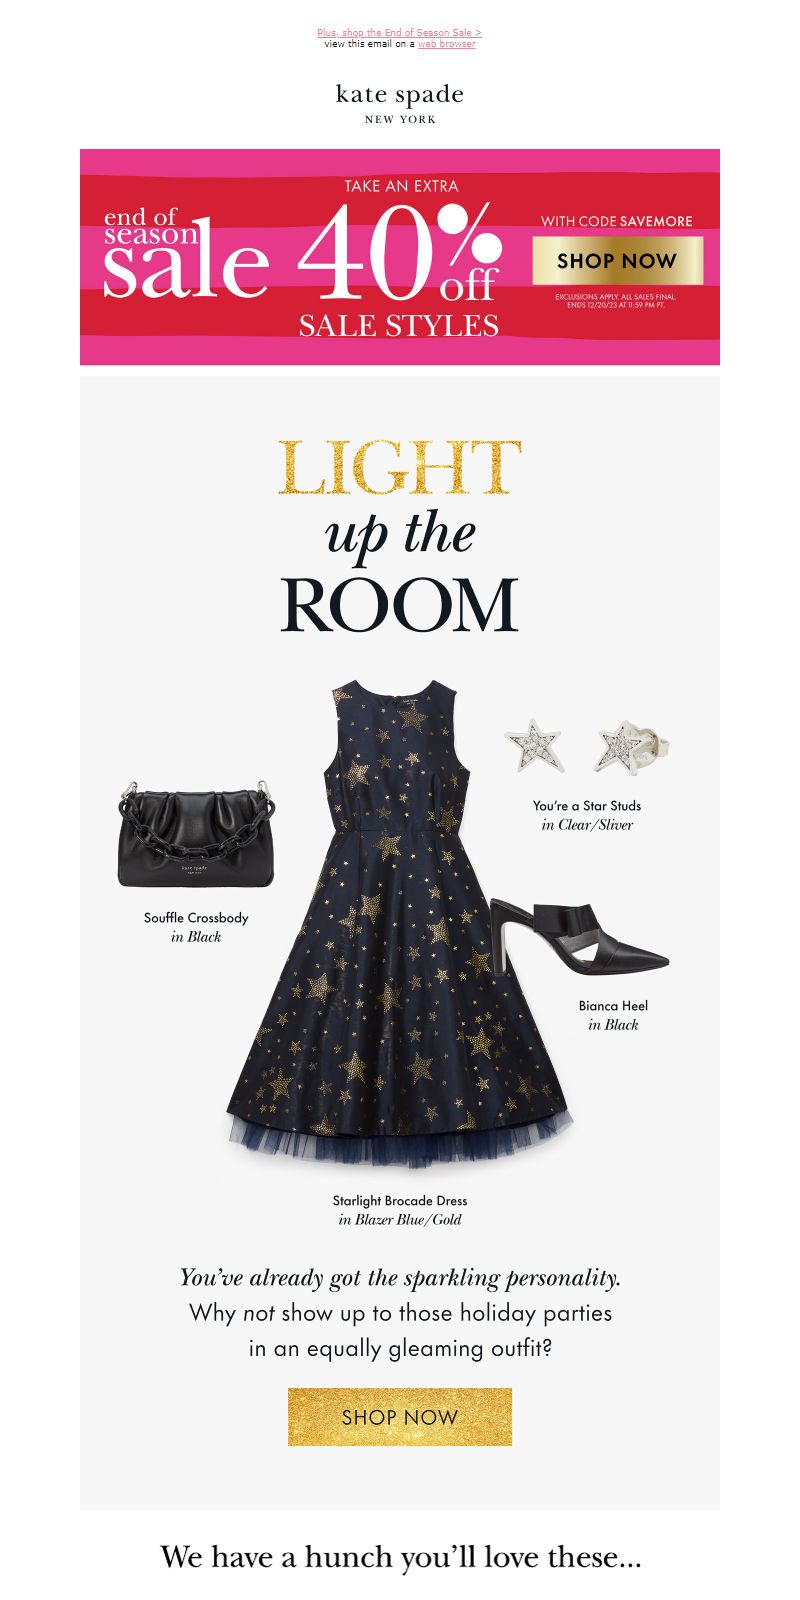 Plus, shop the End of Season Sale >
view this email on a web browser
kate spade
NEW YORK
end of
season
sale
TAKE AN EXTRA
40%
off
SALE STYLES
WITH CODE SAVEMORE
SHOP NOW
EXCLUSIONS APPLY. ALL SALES FINAL.
ENDS 12/20/23 AT 11:59 PM PT.
LIGHT
up the
ROOM
You're a Star Studs
in Clear/Sliver
kate spade
NEW YORK
Souffle Crossbody
in Black
Bianca Heel
in Black
Starlight Brocade Dress
in Blazer Blue/Gold
You've already got the sparkling personality.
Why not show up to those holiday parties
in an equally gleaming outfit?
SHOP NOW
We have a hunch you'll love these...